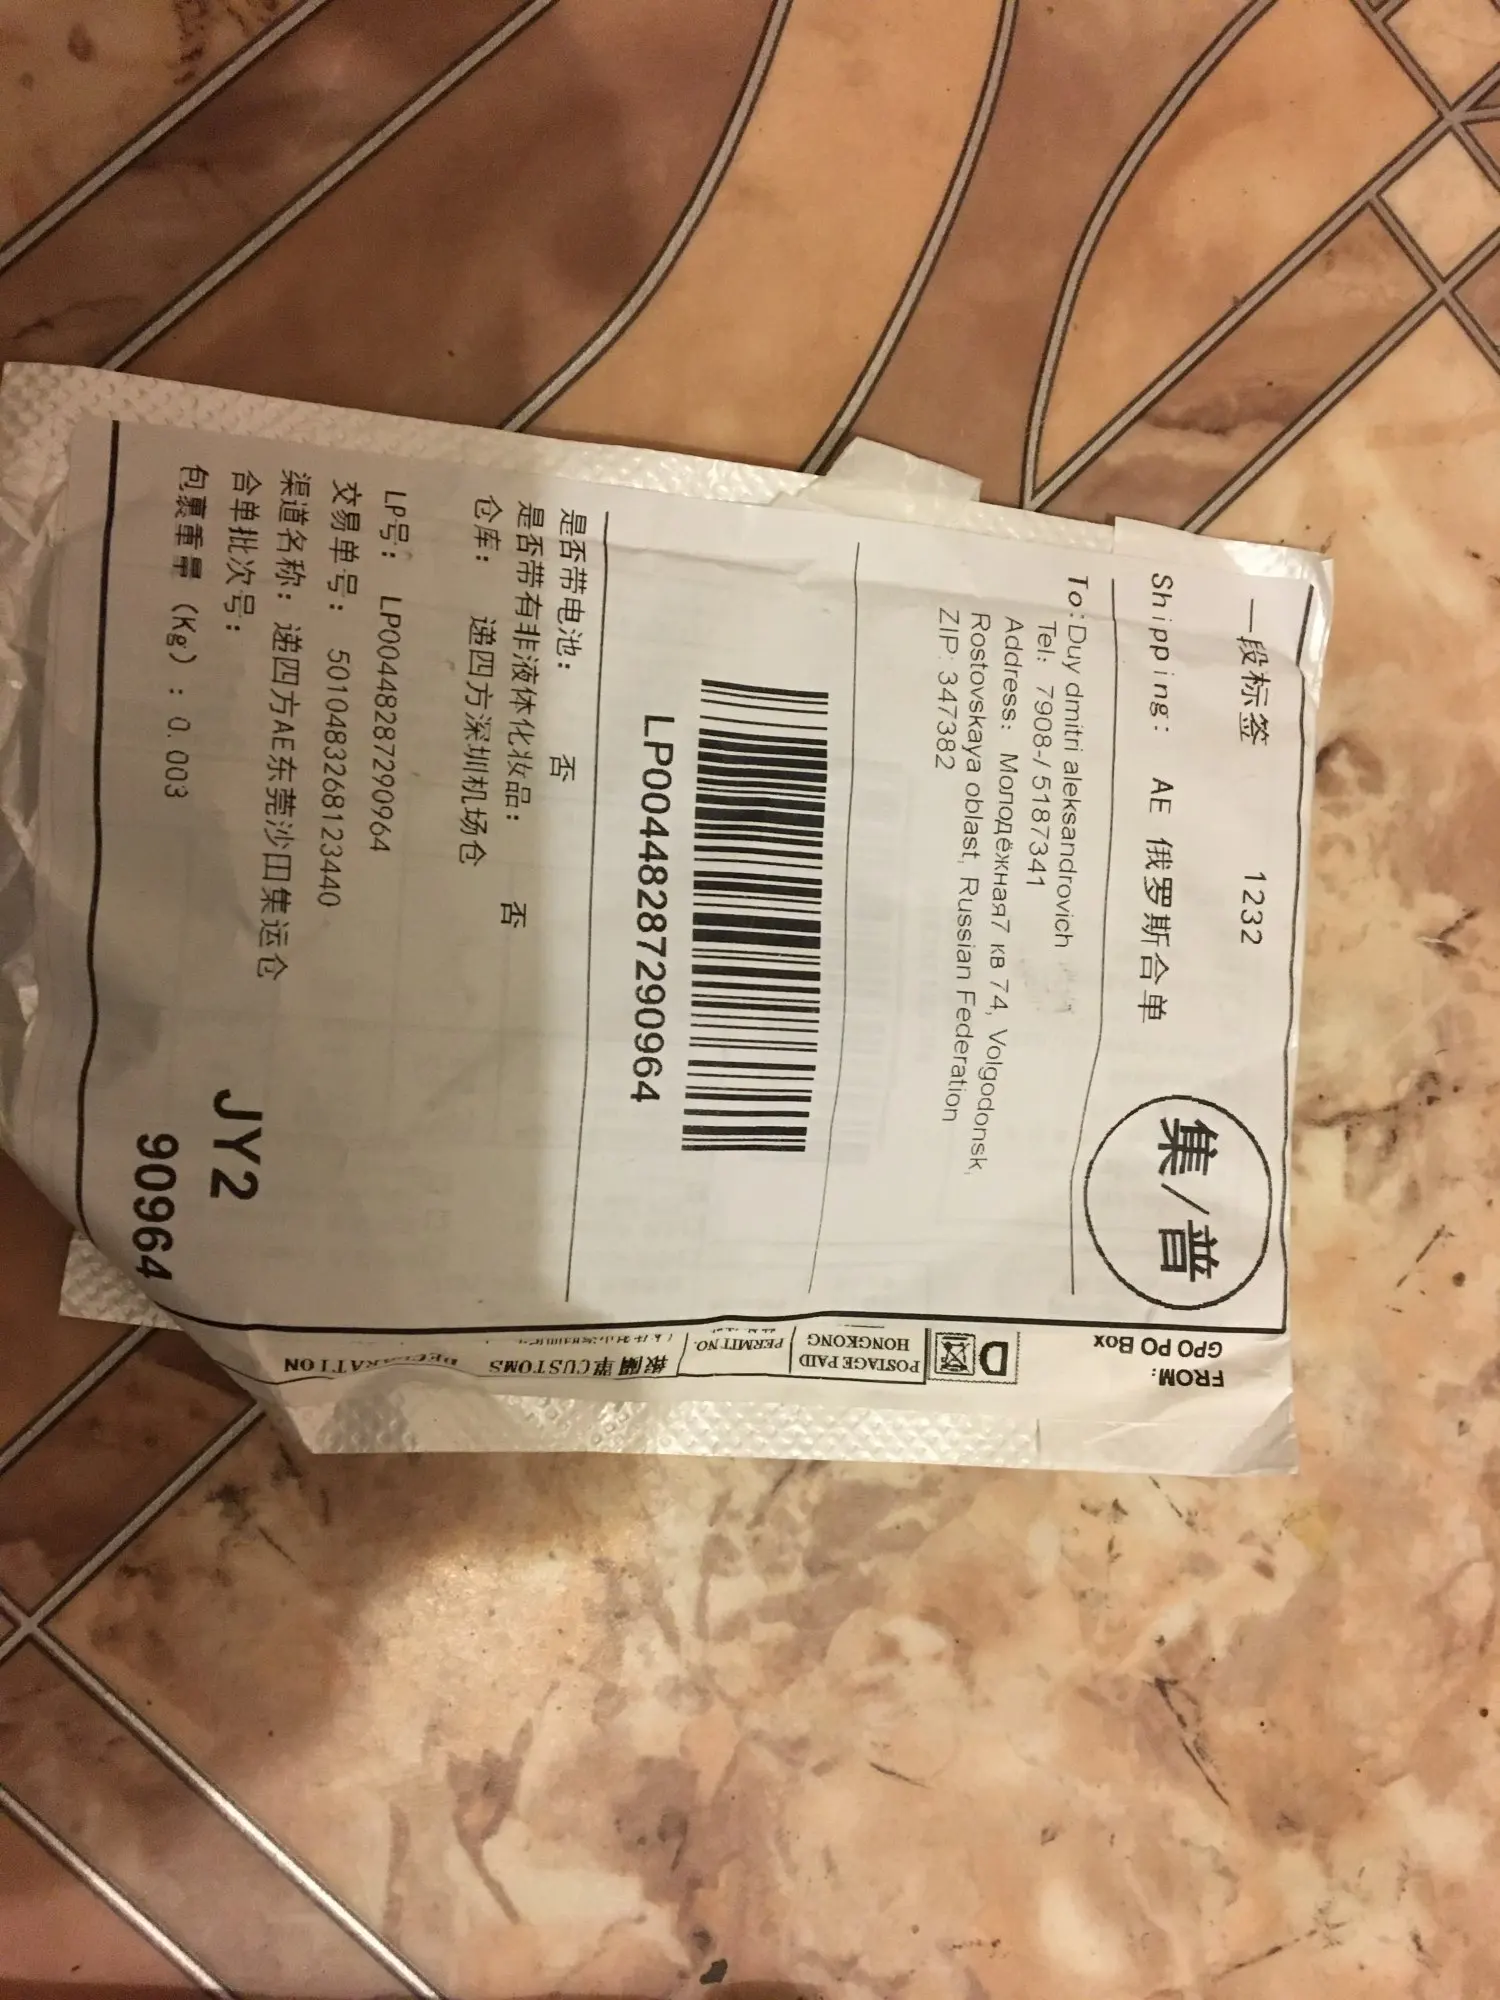 一段标签 1232
Shipping: AE 俄罗斯合单
集/普
To:Duy dmitri aleksandrovich
Tel: 7908-/5187341
Address: Молодёжная7 кв 74, Volgodonsk,
Rostovskaya oblast, Russian Federation
ZIP: 347382
LP00448287290964
是否带电池: 否
是否带有非液体化妆品: 否
仓库: 递四方深圳机场仓
LP号: LP00448287290964
交易单号: 5010483268123440
渠道名称: 递四方AE东莞沙田集运仓
合单批次号:
包裹重量 (Kg) : 0.003
JY2
90964
FROM:
GPO PO Box
D
POSTAGE PAID
HONGKONG
PERMIT NO.
CUSTOMS
DECLARATION